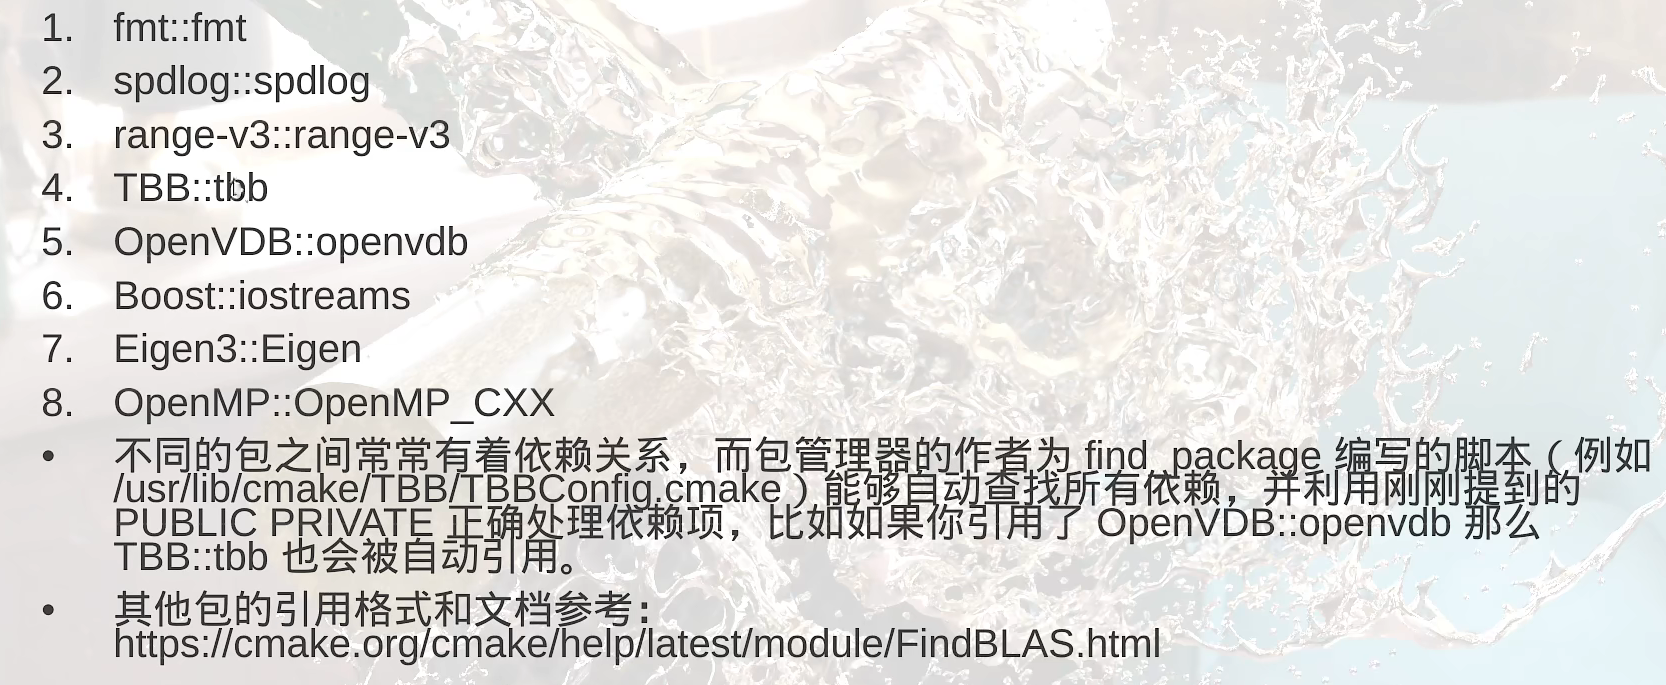 1. fmt::fmt
2. spdlog::spdlog
3. range-v3::range-v3
4. TBB::tbb
5. OpenVDB::openvdb
6. Boost::iostreams
7. Eigen3::Eigen
8. OpenMP::OpenMP_CXX
• 不同的包之间常常有着依赖关系，而包管理器的作者为 find_package 编写的脚本（例如
/usr/lib/cmake/TBB/TBBConfig.cmake）能够自动查找所有依赖，并利用刚刚提到的
PUBLIC PRIVATE 正确处理依赖项，比如如果你引用了 OpenVDB::openvdb 那么
TBB::tbb 也会被自动引用。
• 其他包的引用格式和文档参考：
https://cmake.org/cmake/help/latest/module/FindBLAS.html